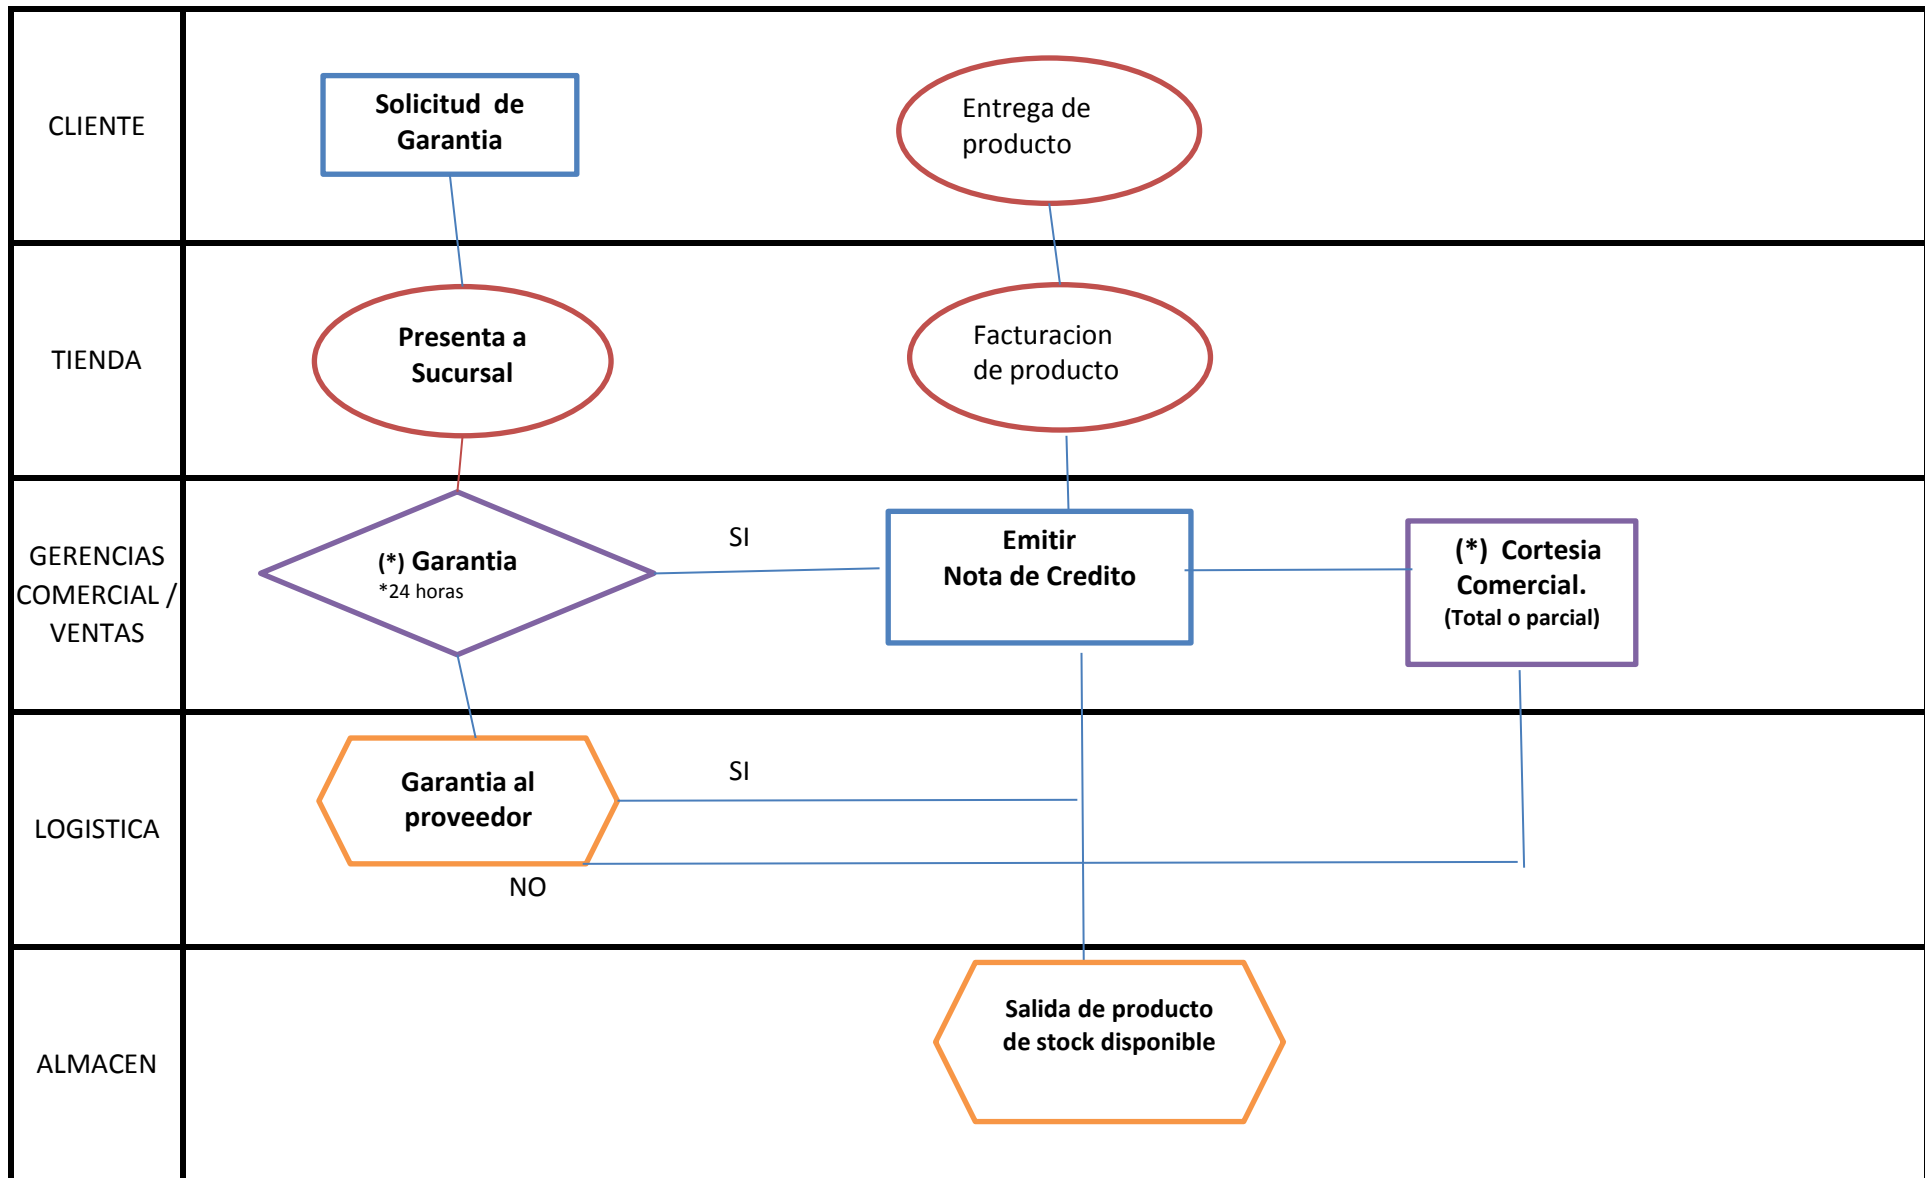 CLIENTE
Solicitud de
Garantia
Entrega de
producto
TIENDA
Presenta a
Sucursal
Facturacion
de producto
GERENCIAS
COMERCIAL /
VENTAS
(*) Garantia
*24 horas
SI
Emitir
Nota de Credito
(*) Cortesia
Comercial.
(Total o parcial)
LOGISTICA
Garantia al
proveedor
SI
NO
ALMACEN
Salida de producto
de stock disponible